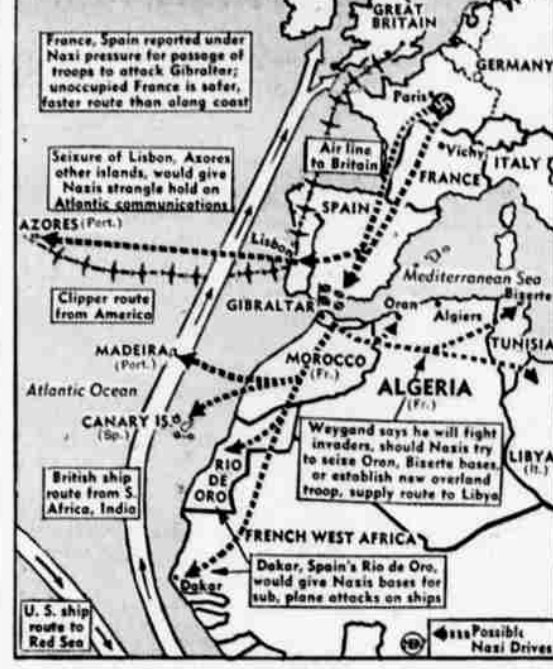 GREAT
BRITAIN
France, Spain reported under
Nazi pressure for passage of
troops to attack Gibraltar;
unoccupied France is safer,
faster route than along coast
GERMANY
Paris
Air line
to Britain
Vichy
ITALY
FRANCE
Seizure of Lisbon, Azores
other islands, would give
Nazis strangle hold on
Atlantic communications
SPAIN
AZORES (Port.)
Lisbon
Mediterranean Sea
Clipper route
from America
GIBRALTAR
Oran
Algiers
Bizerte
TUNISIA
MADEIRA
(Port.)
MOROCCO
(Fr.)
ALGERIA
(Fr.)
Atlantic Ocean
CANARY IS.
(Sp.)
Weygand says he will fight
invaders, should Nazis try
to seize Oran, Bizerte bases,
or establish new overland
troop, supply route to Libya
LIBYA
(It.)
British ship
route from S.
Africa, India
RIO
DE
ORO
FRENCH WEST AFRICA
Dakar, Spain's Rio de Oro,
would give Nazis bases for
sub, plane attacks on ships
Dakar
U. S. ship
route to
Red Sea
Possible
Nazi Drives